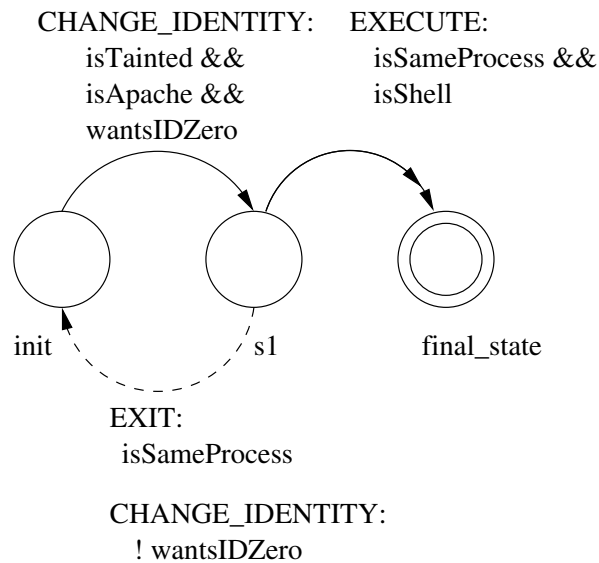 CHANGE_IDENTITY:
isTainted &&
isApache &&
wantsIDZero
EXECUTE:
isSameProcess &&
isShell
init
s1
final_state
EXIT:
isSameProcess
CHANGE_IDENTITY:
! wantsIDZero